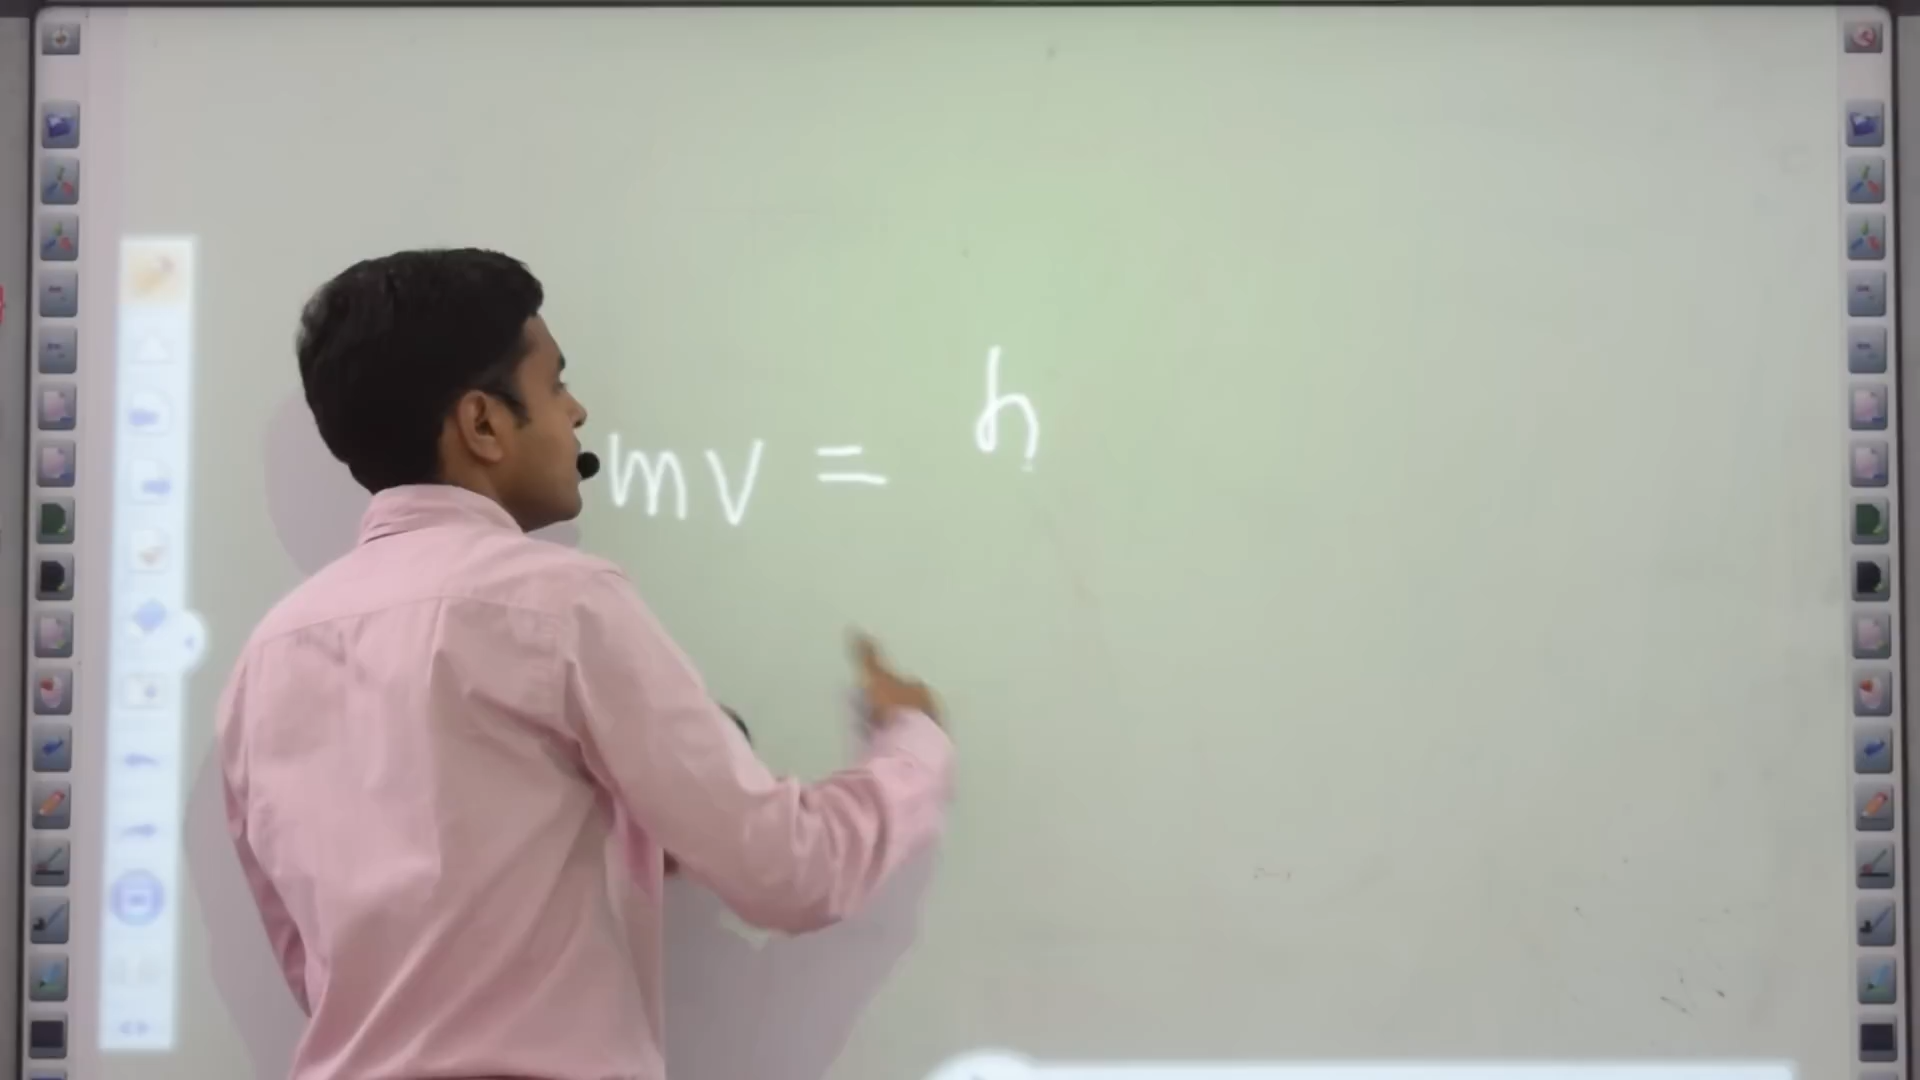 mv = h